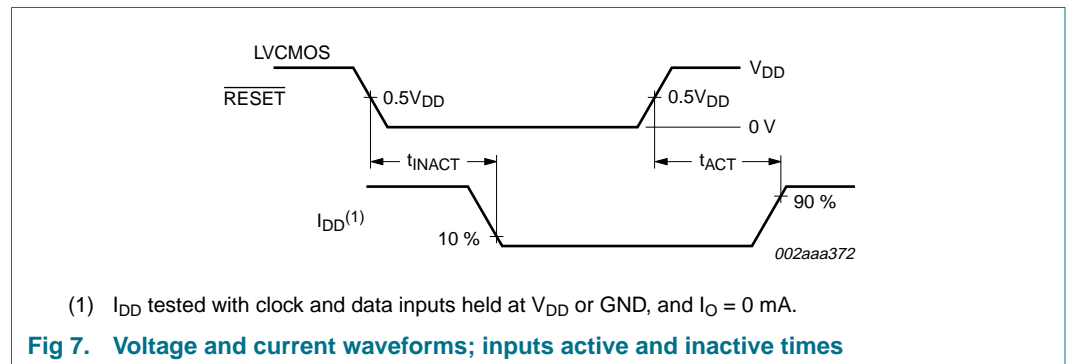 LVCMOS
RESET
0.5VDD
0.5VDD
VDD
0 V
tINACT
tACT
IDD(1)
10 %
90 %
002aaa372
(1) IDD tested with clock and data inputs held at VDD or GND, and IO = 0 mA.
Fig 7. Voltage and current waveforms; inputs active and inactive times